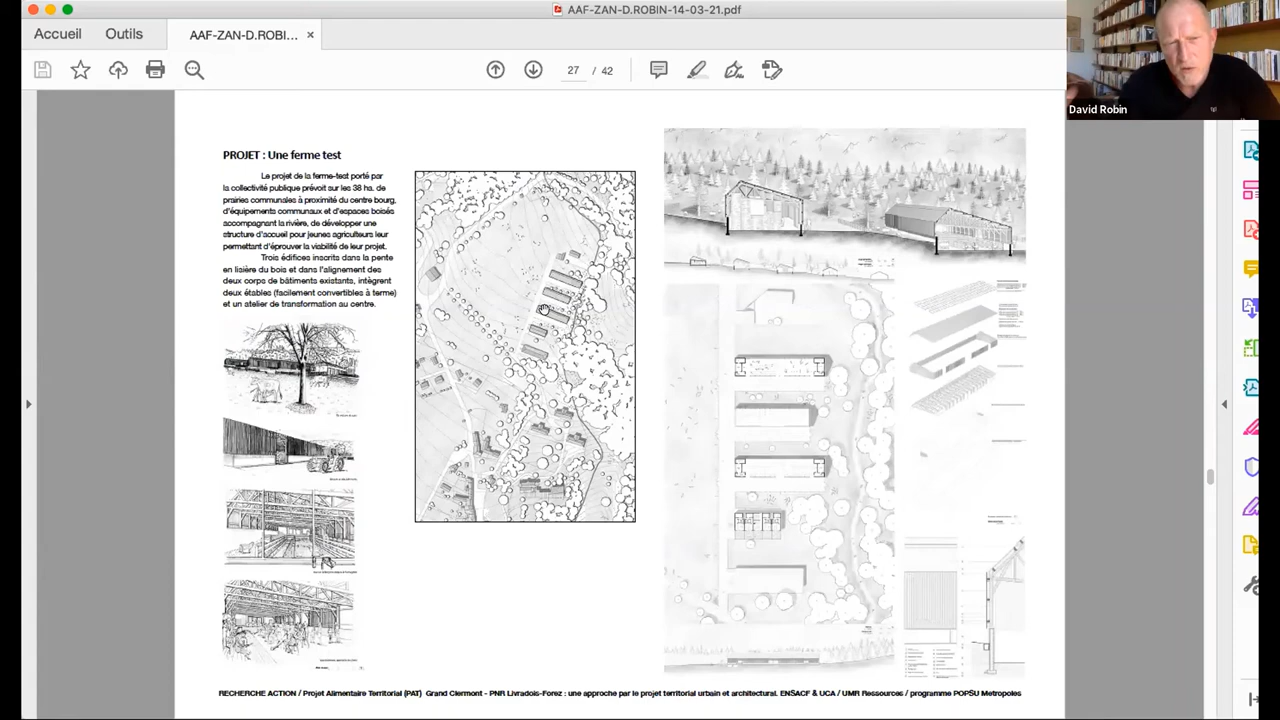 AAF-ZAN-D.ROBIN-14-03-21.pdf
Accueil
Outils
AAF-ZAN-D.ROBI...
27 / 42
David Robin
PROJET : Une ferme test
Le projet de la ferme-test porté par
la collectivité publique prévoit sur les 38 ha. de
prairies communales à proximité du centre bourg,
d'équipements communaux et d'espaces boisés
accompagnant la rivière, de développer une
structure d'accueil pour jeunes agriculteurs leur
permettant d'éprouver la viabilité de leur projet.
Trois édifices inscrits dans la pente
en lisière du bois et dans l'alignement des
deux corps de bâtiments existants, intègrent
deux étables (facilement convertibles à terme)
et un atelier de transformation au centre.
RECHERCHE ACTION / Projet Alimentaire Territorial (PAT) Grand Clermont - PNR Livradois-Forez : une approche par le projet territorial urbain et architectural. ENSACF & UCA / UMR Ressources / programme POPSU Metropoles